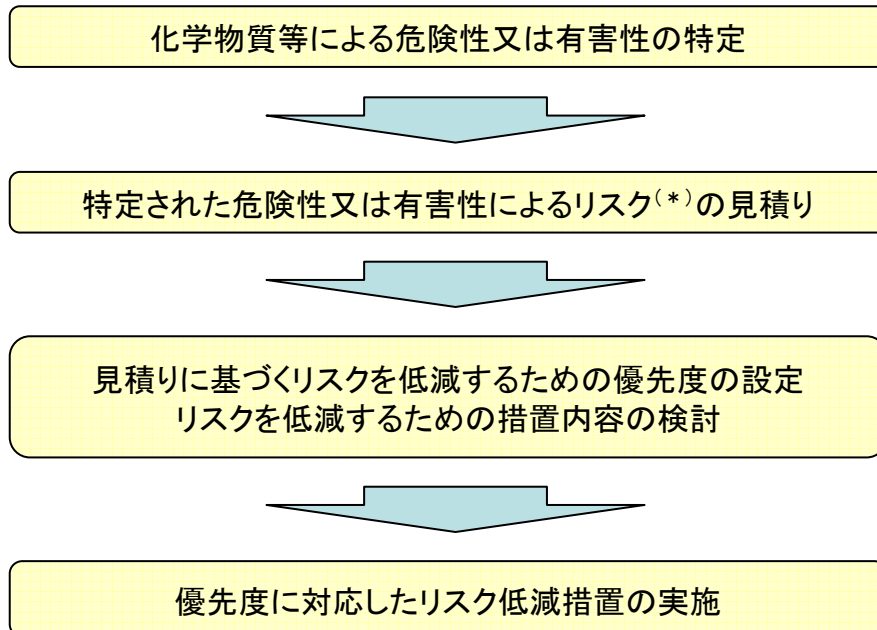 化学物質等による危険性又は有害性の特定
特定された危険性又は有害性によるリスク(*)の見積り
見積りに基づくリスクを低減するための優先度の設定
リスクを低減するための措置内容の検討
優先度に対応したリスク低減措置の実施